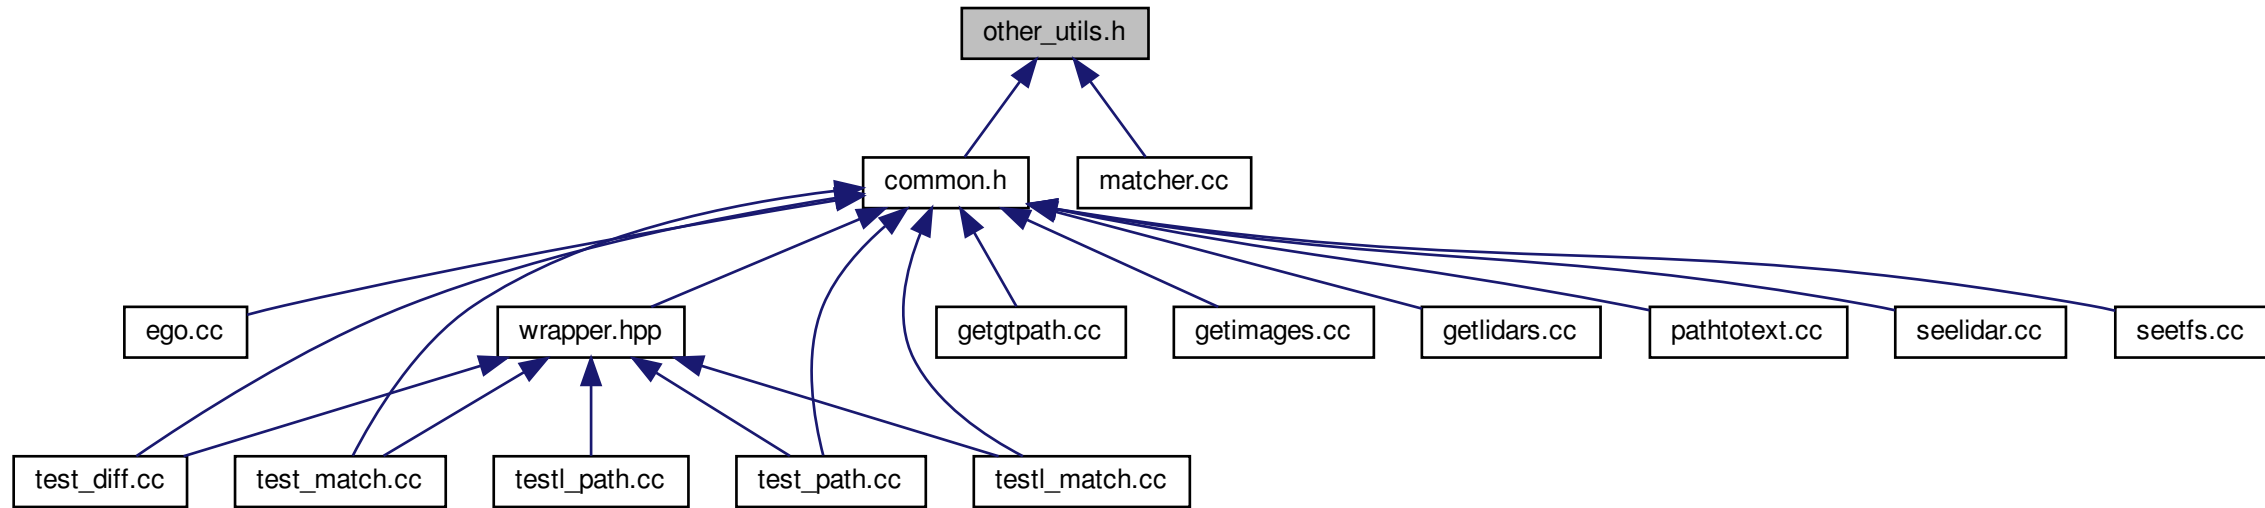 other_utils.h
common.h
matcher.cc
ego.cc
wrapper.hpp
getgtpath.cc
getimages.cc
getlidars.cc
pathtotext.cc
seelidar.cc
seetfs.cc
test_diff.cc
test_match.cc
testl_path.cc
test_path.cc
testl_match.cc